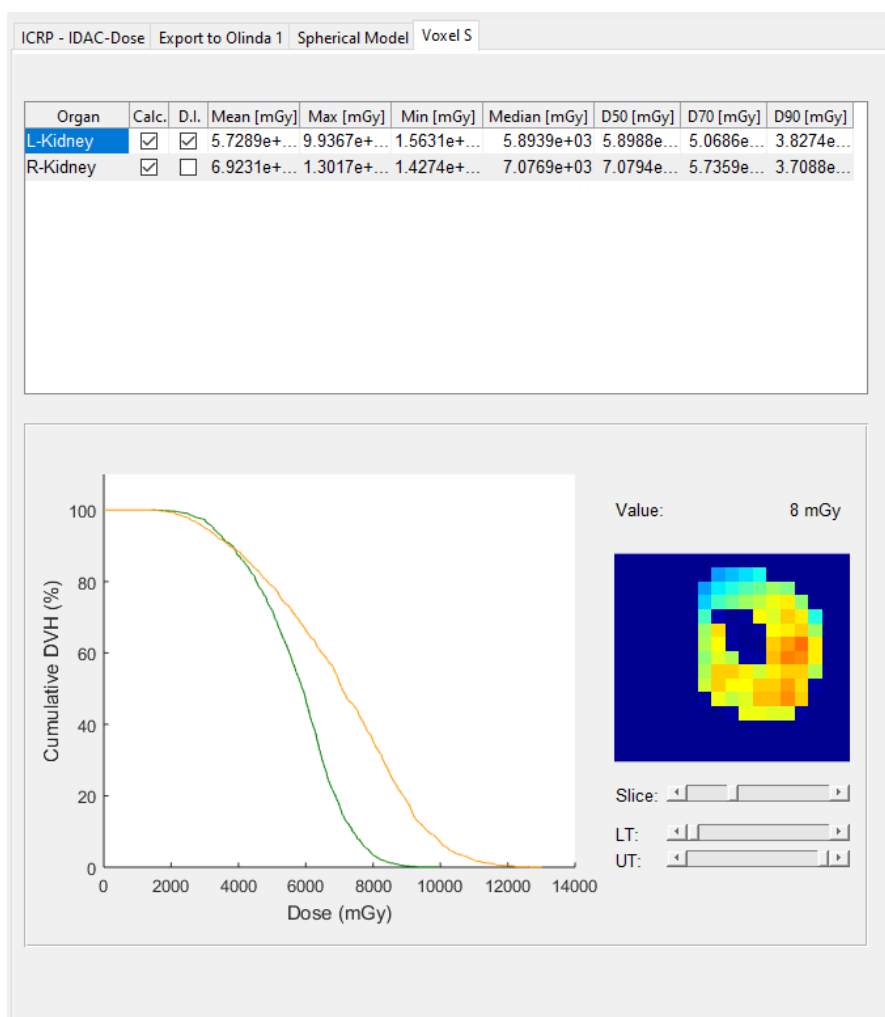 ICRP - IDAC-Dose Export to Olinda 1 Spherical Model Voxel S
Organ Calc. D.I. Mean [mGy] Max [mGy] Min [mGy] Median [mGy] D50 [mGy] D70 [mGy] D90 [mGy]
L-Kidney 5.7289e+... 9.9367e+... 1.5631e+... 5.8939e+03 5.8988e... 5.0686e... 3.8274e...
R-Kidney 6.9231e+... 1.3017e+... 1.4274e+... 7.0769e+03 7.0794e... 5.7359e... 3.7088e...
Value: 8 mGy
100
80
60
40
20
0
Cumulative DVH (%)
0 2000 4000 6000 8000 10000 12000 14000
Dose (mGy)
Slice:
LT:
UT: